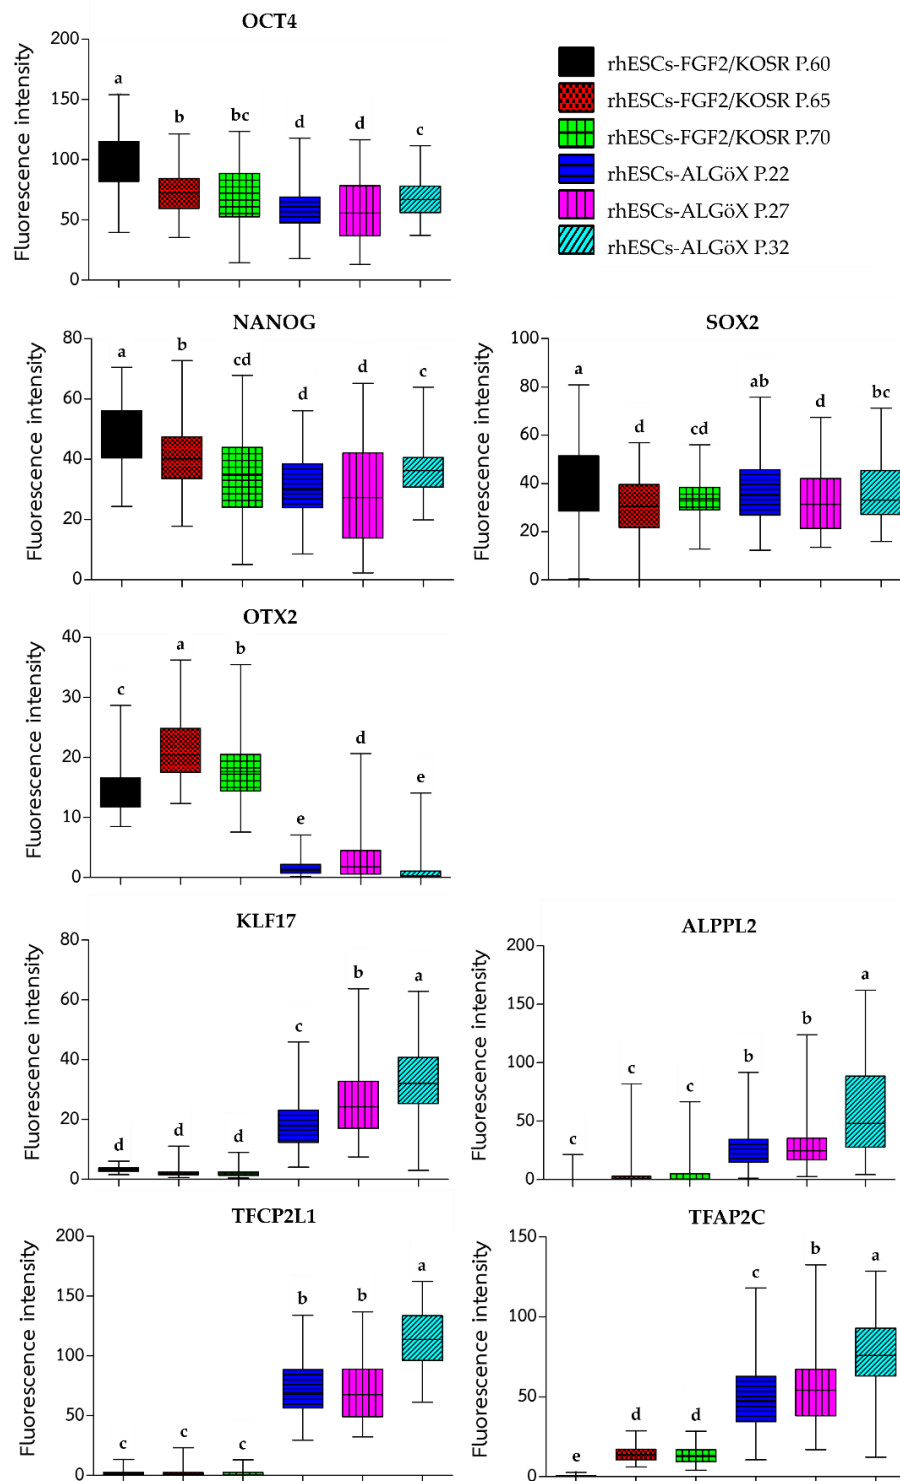 OCT4
Fluorescence intensity
200
150
100
50
0
a
b
bc
d
d
c
rhESCs-FGF2/KOSR P.60
rhESCs-FGF2/KOSR P.65
rhESCs-FGF2/KOSR P.70
rhESCs-ALGöX P.22
rhESCs-ALGöX P.27
rhESCs-ALGöX P.32
NANOG
Fluorescence intensity
80
60
40
20
0
a
b
cd
d
d
c
SOX2
Fluorescence intensity
100
80
60
40
20
0
a
d
cd
ab
d
bc
OTX2
Fluorescence intensity
40
30
20
10
0
c
a
b
e
d
e
KLF17
Fluorescence intensity
80
60
40
20
0
d
d
d
c
b
a
ALPPL2
Fluorescence intensity
200
150
100
50
0
c
c
c
b
b
a
TFCP2L1
Fluorescence intensity
200
150
100
50
0
c
c
c
b
b
a
TFAP2C
Fluorescence intensity
150
100
50
0
e
d
d
c
b
a